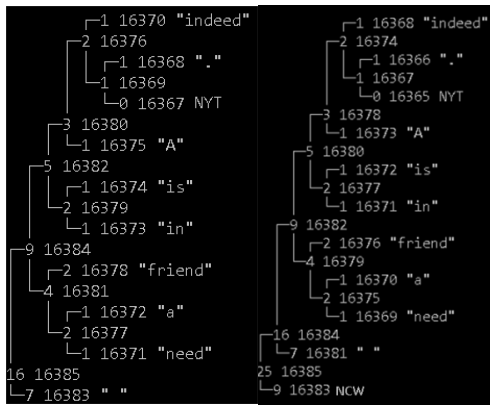 1 16370 "indeed"
2 16376
1 16368 "."
1 16369
0 16367 NYT
3 16380
1 16375 "A"
5 16382
1 16374 "is"
2 16379
1 16373 "in"
9 16384
2 16378 "friend"
4 16381
1 16372 "a"
2 16377
1 16371 "need"
16 16385
7 16383 " "
1 16368 "indeed"
2 16374
1 16366 "."
1 16367
0 16365 NYT
3 16378
1 16373 "A"
5 16380
1 16372 "is"
2 16377
1 16371 "in"
9 16382
2 16376 "friend"
4 16379
1 16370 "a"
2 16375
1 16369 "need"
16 16384
7 16381 " "
25 16385
9 16383 NCW